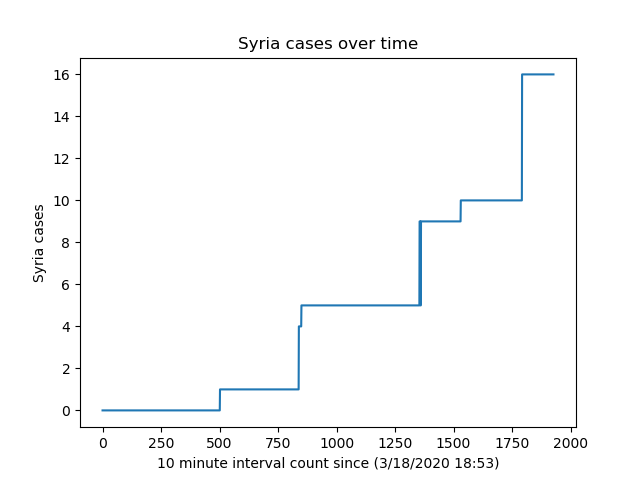 Syria cases over time
16
14
12
10
8
6
4
2
0
Syria cases
0 250 500 750 1000 1250 1500 1750 2000
10 minute interval count since (3/18/2020 18:53)